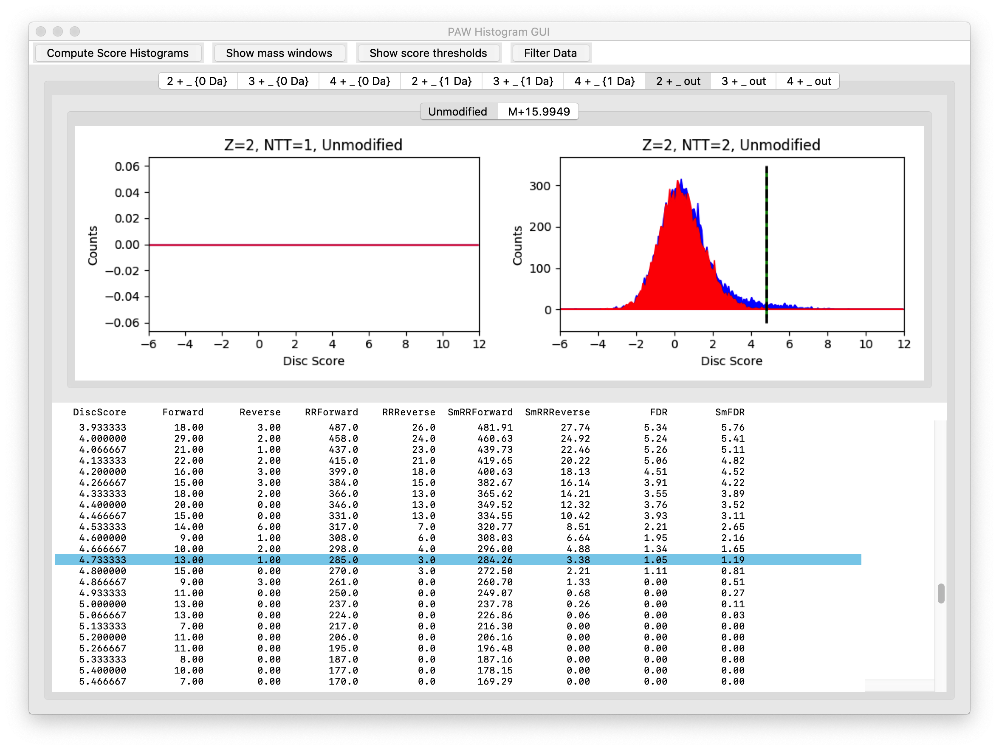 PAW Histogram GUI
Compute Score Histograms Show mass windows Show score thresholds Filter Data
2 + _ {0 Da} 3 + _ {0 Da} 4 + _ {0 Da} 2 + _ {1 Da} 3 + _ {1 Da} 4 + _ {1 Da} 2 + _ out 3 + _ out 4 + _ out
Unmodified M+15.9949
Z=2, NTT=1, Unmodified
0.06
0.04
0.02
0.00
−0.02
−0.04
−0.06
Counts
−6 −4 −2 0 2 4 6 8 10 12
Disc Score
Z=2, NTT=2, Unmodified
300
200
100
0
Counts
−6 −4 −2 0 2 4 6 8 10 12
Disc Score
DiscScore Forward Reverse RRForward RRReverse SmRRForward SmRRReverse FDR SmFDR
3.933333 18.00 3.00 487.0 26.0 481.91 27.74 5.34 5.76
4.000000 29.00 2.00 458.0 24.0 460.63 24.92 5.24 5.41
4.066667 21.00 1.00 437.0 23.0 439.73 22.46 5.26 5.11
4.133333 22.00 2.00 415.0 21.0 419.65 20.22 5.06 4.82
4.200000 16.00 3.00 399.0 18.0 400.63 18.13 4.51 4.52
4.266667 15.00 3.00 384.0 15.0 382.67 16.14 3.91 4.22
4.333333 18.00 2.00 366.0 13.0 365.62 14.21 3.55 3.89
4.400000 20.00 0.00 346.0 13.0 349.52 12.32 3.76 3.52
4.466667 15.00 0.00 331.0 13.0 334.55 10.42 3.93 3.11
4.533333 14.00 6.00 317.0 7.0 320.77 8.51 2.21 2.65
4.600000 9.00 1.00 308.0 6.0 308.03 6.64 1.95 2.16
4.666667 10.00 2.00 298.0 4.0 296.00 4.88 1.34 1.65
4.733333 13.00 1.00 285.0 3.0 284.26 3.38 1.05 1.19
4.800000 15.00 0.00 270.0 3.0 272.50 2.21 1.11 0.81
4.866667 9.00 3.00 261.0 0.0 260.70 1.33 0.00 0.51
4.933333 11.00 0.00 250.0 0.0 249.07 0.68 0.00 0.27
5.000000 13.00 0.00 237.0 0.0 237.78 0.26 0.00 0.11
5.066667 13.00 0.00 224.0 0.0 226.86 0.06 0.00 0.03
5.133333 7.00 0.00 217.0 0.0 216.30 0.00 0.00 0.00
5.200000 11.00 0.00 206.0 0.0 206.16 0.00 0.00 0.00
5.266667 11.00 0.00 195.0 0.0 196.48 0.00 0.00 0.00
5.333333 8.00 0.00 187.0 0.0 187.16 0.00 0.00 0.00
5.400000 10.00 0.00 177.0 0.0 178.15 0.00 0.00 0.00
5.466667 7.00 0.00 170.0 0.0 169.29 0.00 0.00 0.00